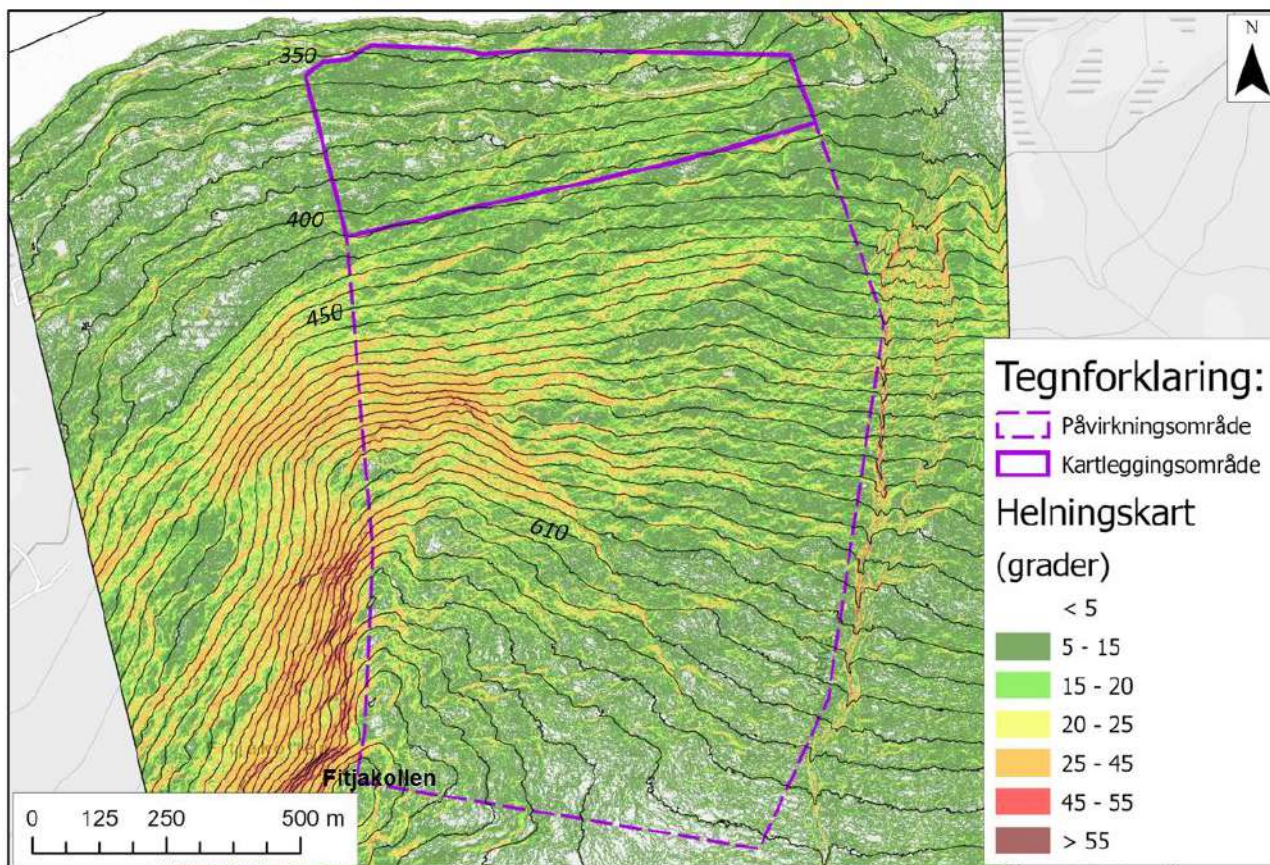 350
N
400
450
610
Fitjakollen
0 125 250 500 m
Tegnforklaring:
Påvirkningsområde
Kartleggingsområde
Helningskart
(grader)
< 5
5 - 15
15 - 20
20 - 25
25 - 45
45 - 55
> 55